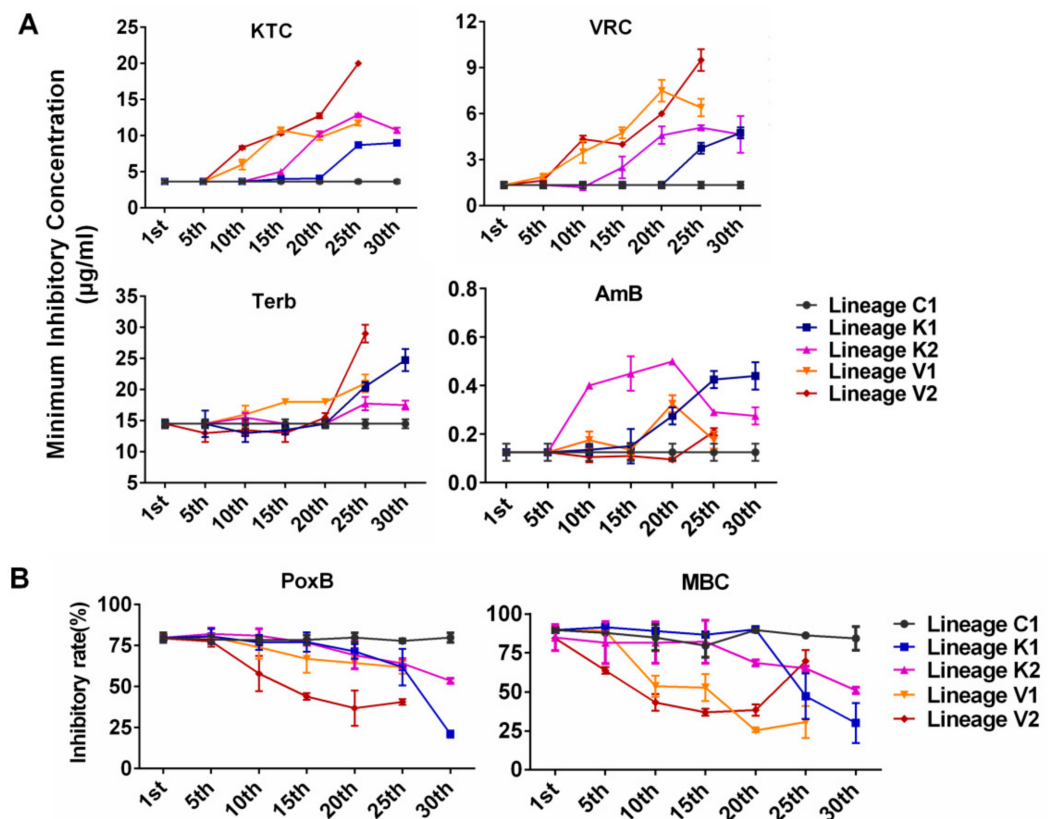 A
KTC
VRC
Minimum Inhibitory Concentration
(µg/ml)
25
20
15
10
5
0
1st 5th 10th 15th 20th 25th 30th
12
9
6
3
0
1st 5th 10th 15th 20th 25th 30th
Terb
AmB
35
30
25
20
15
10
5
1st 5th 10th 15th 20th 25th 30th
0.8
0.6
0.4
0.2
0.0
1st 5th 10th 15th 20th 25th 30th
Lineage C1
Lineage K1
Lineage K2
Lineage V1
Lineage V2
B
PoxB
MBC
Inhibitory rate(%)
100
75
50
25
0
1st 5th 10th 15th 20th 25th 30th
100
75
50
25
0
1st 5th 10th 15th 20th 25th 30th
Lineage C1
Lineage K1
Lineage K2
Lineage V1
Lineage V2